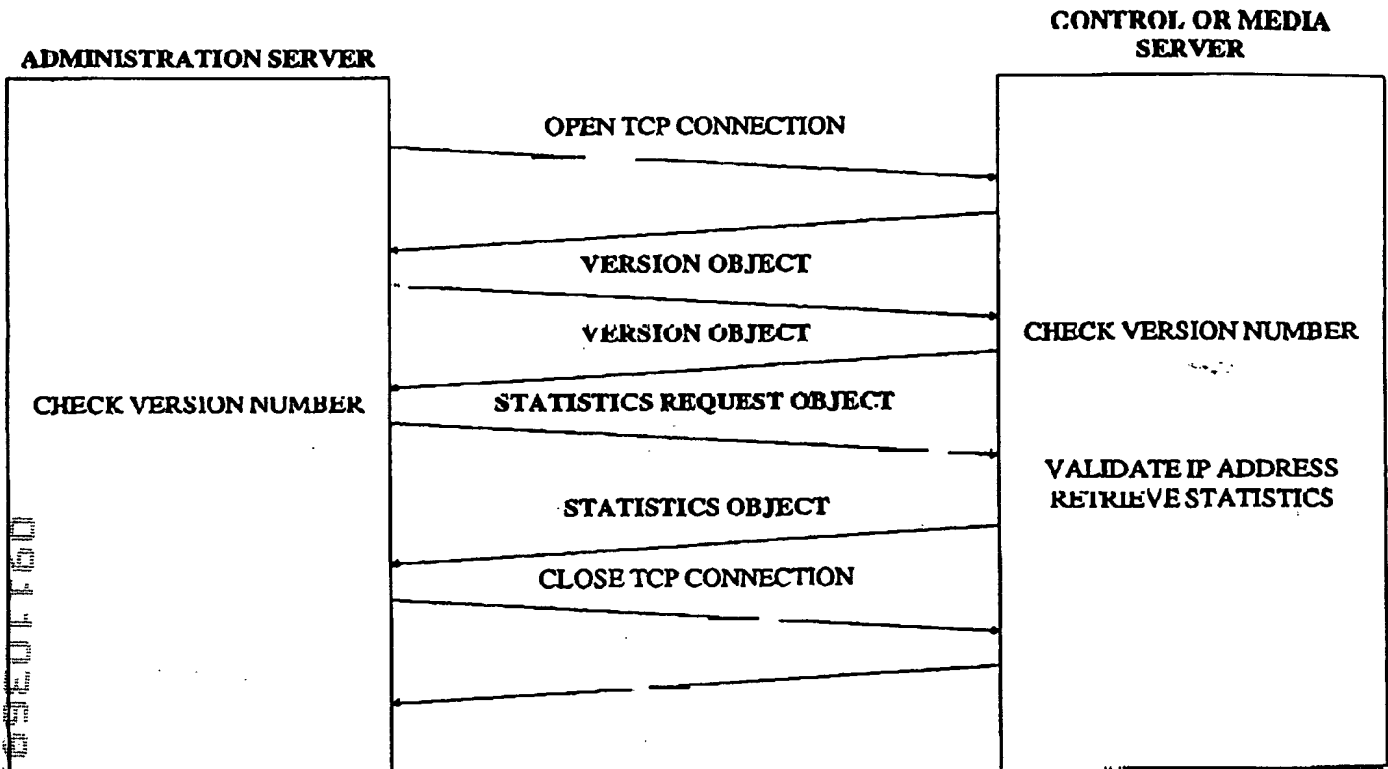 CONTROL OR MEDIA
SERVER
ADMINISTRATION SERVER
OPEN TCP CONNECTION
VERSION OBJECT
VERSION OBJECT
CHECK VERSION NUMBER
CHECK VERSION NUMBER
STATISTICS REQUEST OBJECT
VALIDATE IP ADDRESS
RETRIEVE STATISTICS
STATISTICS OBJECT
CLOSE TCP CONNECTION